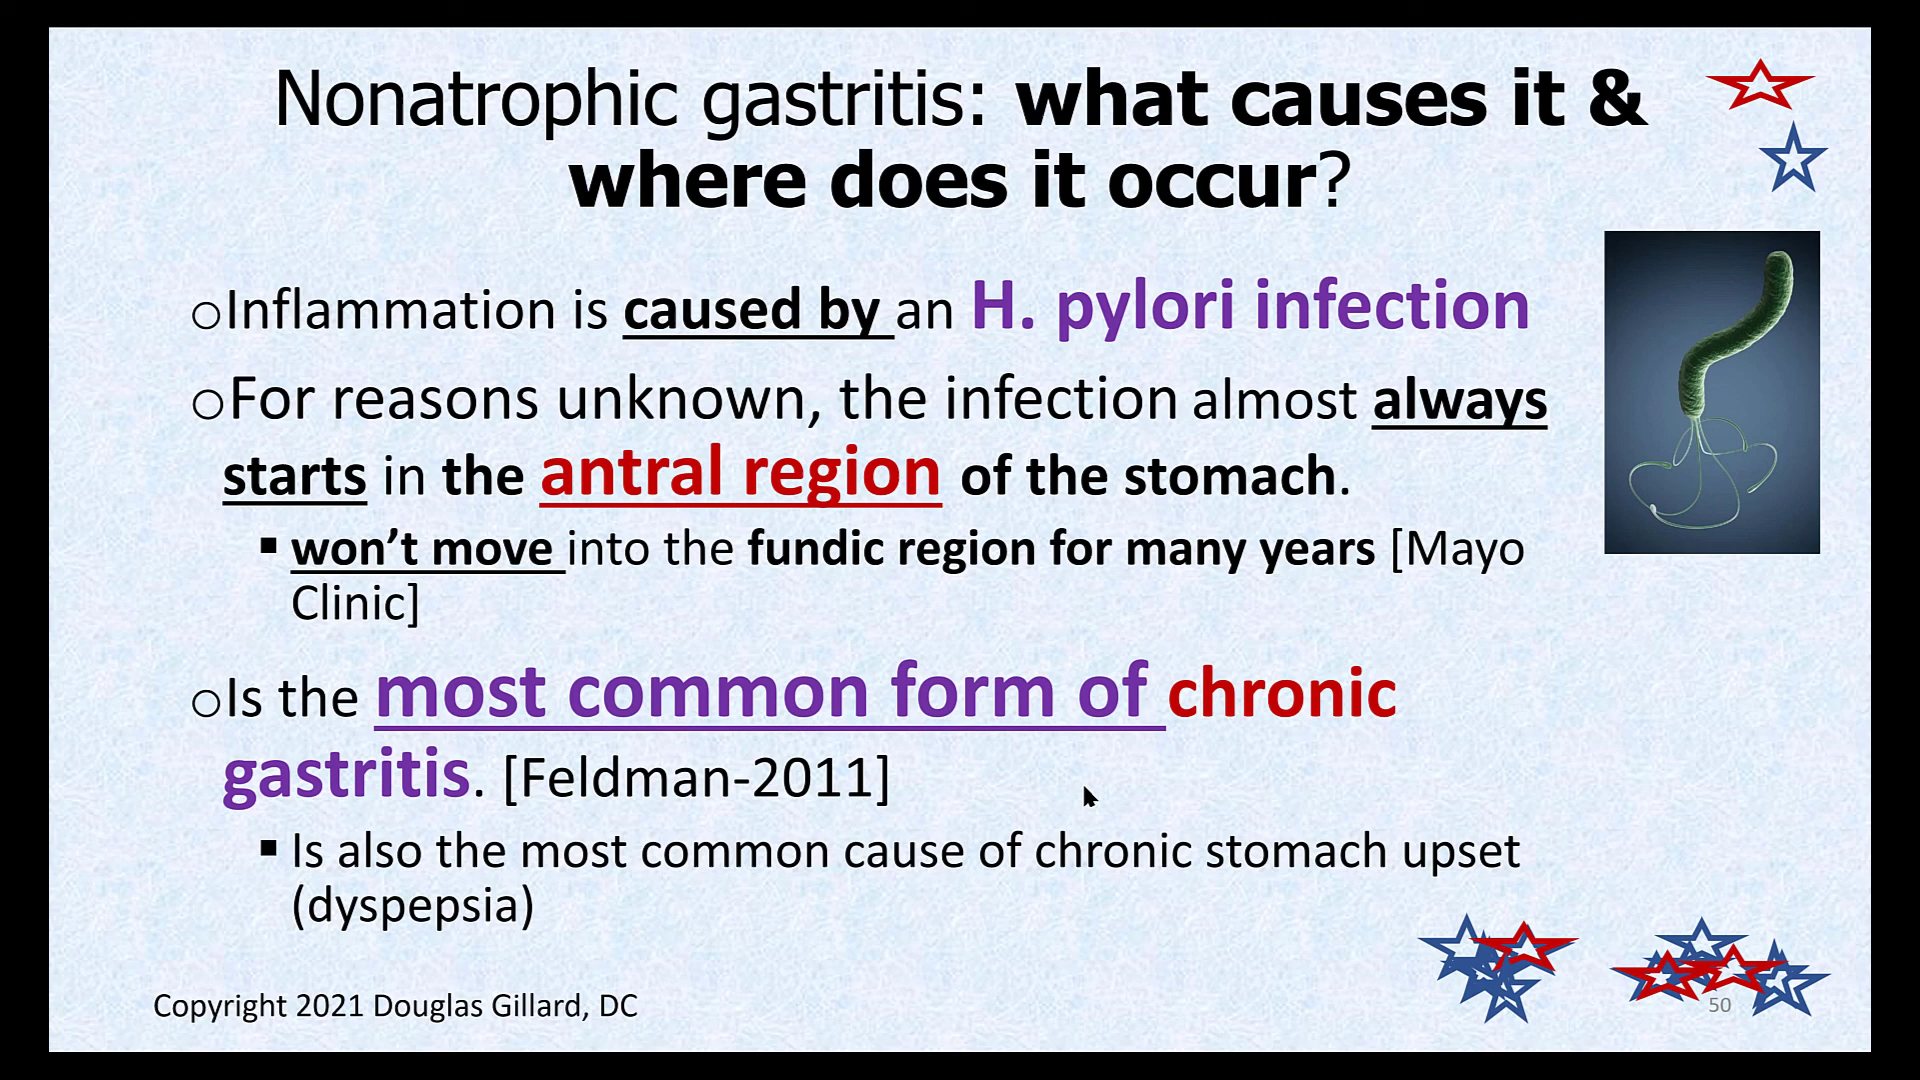 Nonatrophic gastritis: what causes it &
where does it occur?
oInflammation is caused by an H. pylori infection
oFor reasons unknown, the infection almost always
starts in the antral region of the stomach.
▪ won’t move into the fundic region for many years [Mayo
Clinic]
oIs the most common form of chronic
gastritis. [Feldman-2011]
▪ Is also the most common cause of chronic stomach upset
(dyspepsia)
Copyright 2021 Douglas Gillard, DC
50